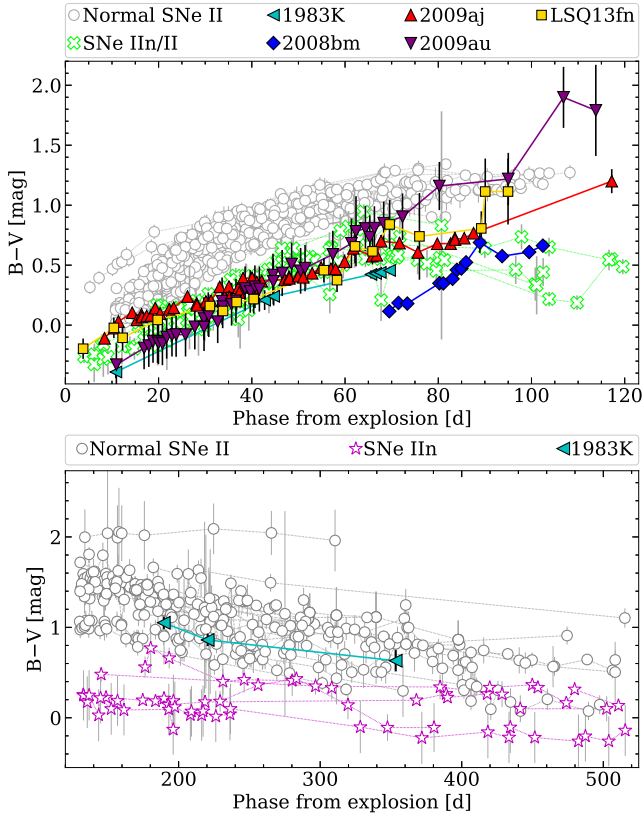 Normal SNe II 1983K 2009aj LSQ13fn
SNe IIn/II 2008bm 2009au
2.0
1.5
1.0
0.5
0.0
B−V [mag]
0 20 40 60 80 100 120
Phase from explosion [d]
Normal SNe II SNe IIn 1983K
2
1
0
B−V [mag]
200 300 400 500
Phase from explosion [d]